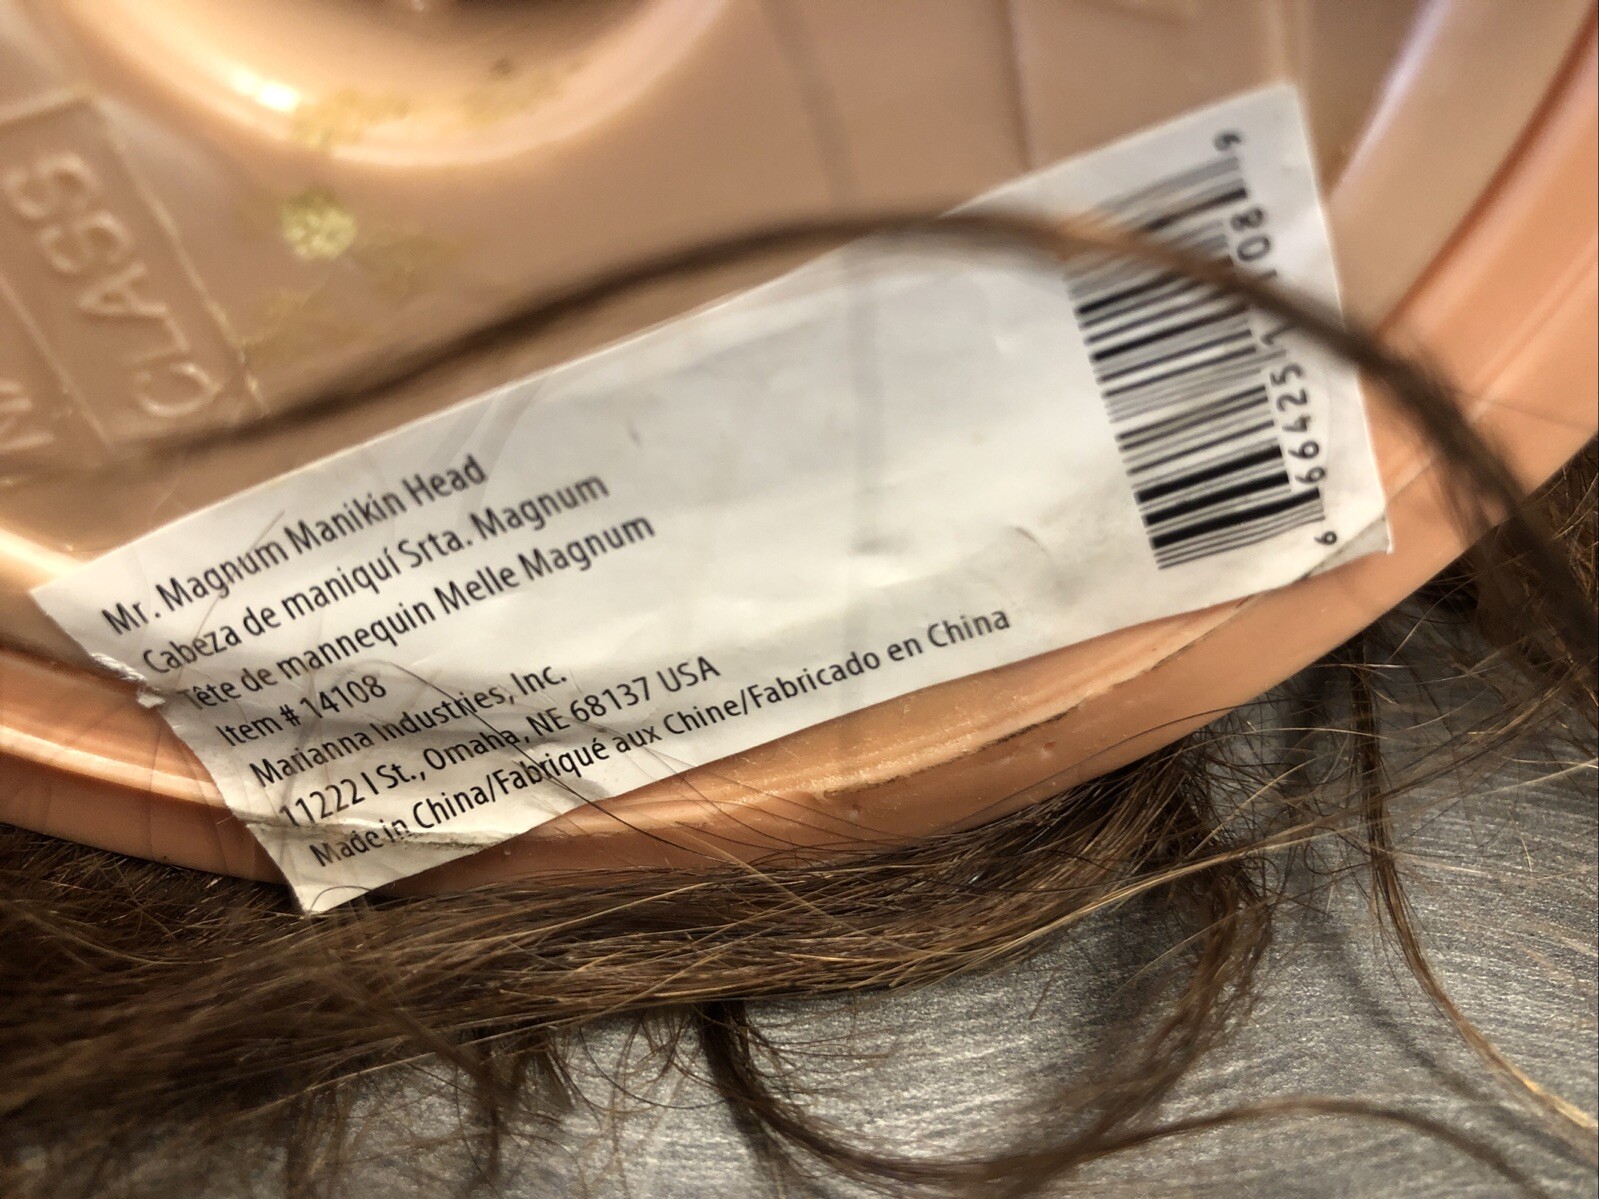 Mr. Magnum Manikin Head
Cabeza de maniquí Srta. Magnum
Tête de mannequin Melle Magnum
Item # 14108
Marianna Industries, Inc.
11222 I St., Omaha, NE 68137 USA
Made in China/Fabriqué aux Chine/Fabricado en China
CLASS